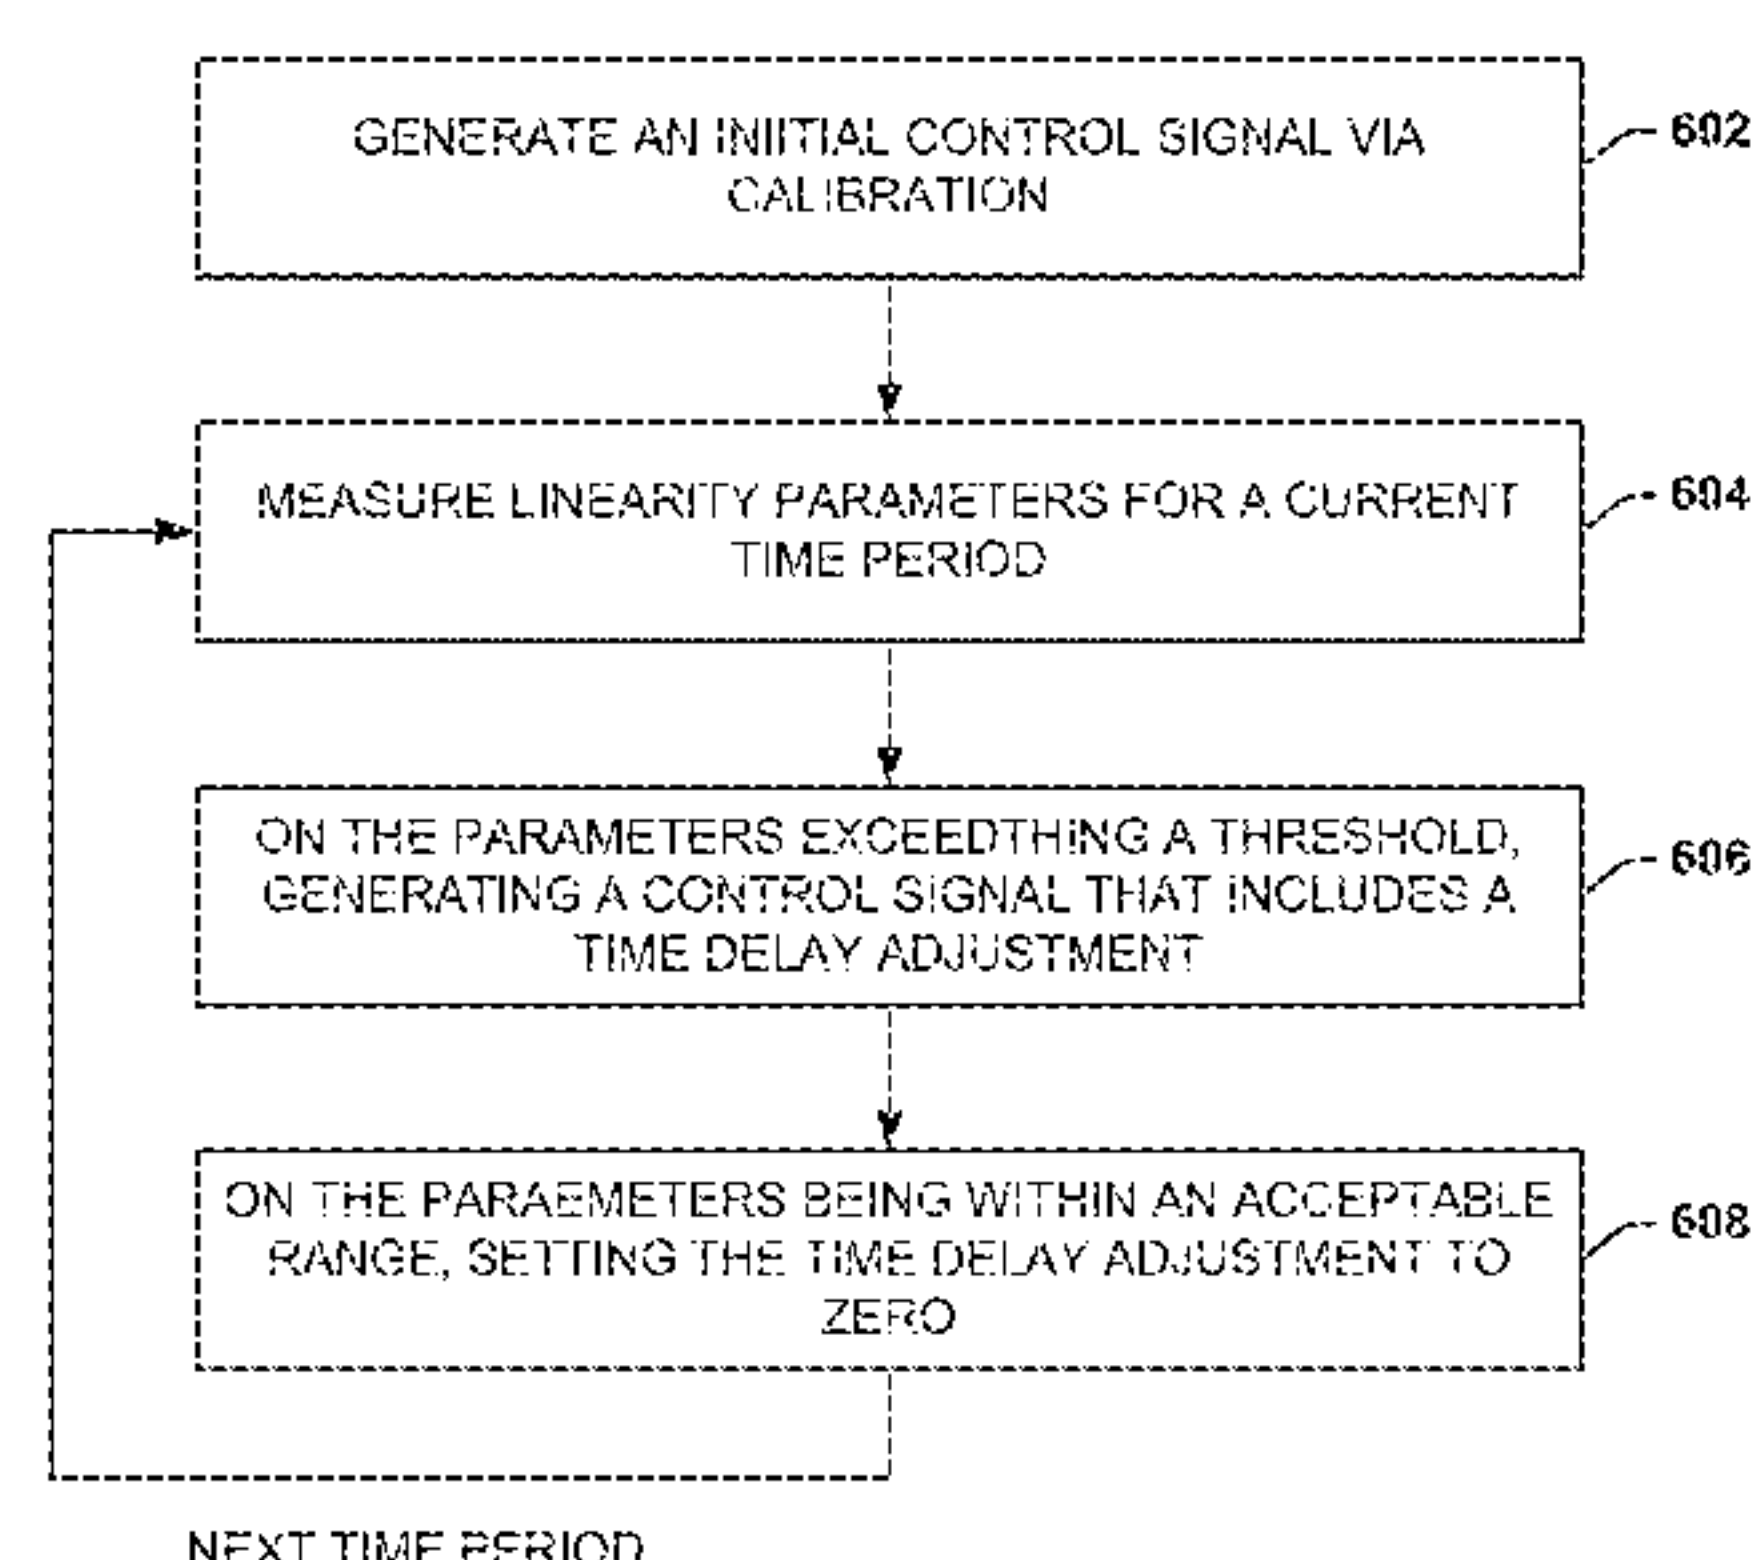 GENERATE AN INIITIAL CONTROL SIGNAL VIA
CALIBRATION
602
MEASURE LINEARITY PARAMETERS FOR A CURRENT
TIME PERIOD
604
ON THE PARAMETERS EXCEEDTHING A THRESHOLD,
GENERATING A CONTROL SIGNAL THAT INCLUDES A
TIME DELAY ADJUSTMENT
606
ON THE PARAEMETERS BEING WITHIN AN ACCEPTABLE
RANGE, SETTING THE TIME DELAY ADJUSTMENT TO
ZERO
608
NEXT TIME PERIOD